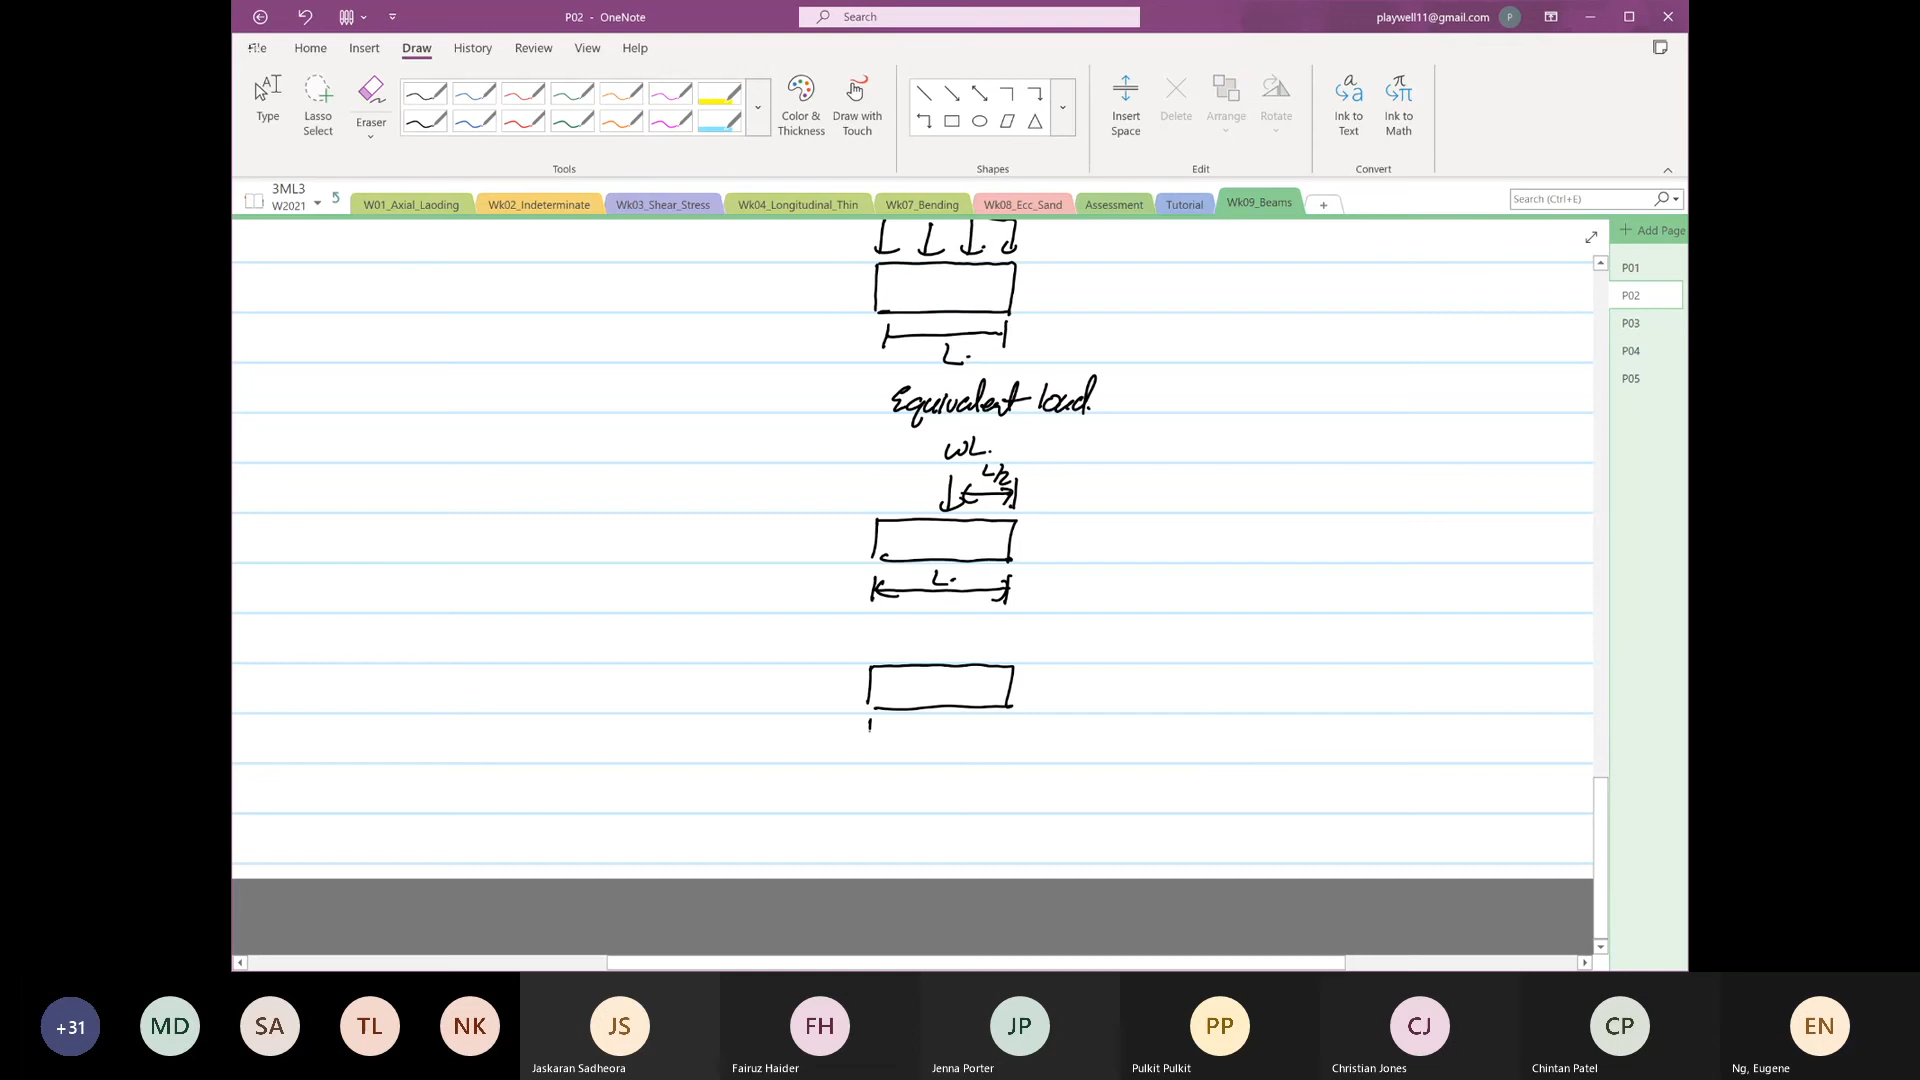 P02 - OneNote
Search
playwell11@gmail.com
P
File Home Insert Draw History Review View Help
Type
Lasso Select
Eraser
Color & Thickness
Draw with Touch
Insert Space
Delete
Arrange
Rotate
Ink to Text
Ink to Math
Tools
Shapes
Edit
Convert
3ML3 W2021
W01_Axial_Laoding
Wk02_Indeterminate
Wk03_Shear_Stress
Wk04_Longitudinal_Thin
Wk07_Bending
Wk08_Ecc_Sand
Assessment
Tutorial
Wk09_Beams
Search (Ctrl+E)
Add Page
P01
P02
P03
P04
P05
L.
Equivalent load.
wL.
L/2
L.
+31 MD SA TL NK JS FH JP PP CJ CP EN
Jaskaran Sadheora Fairuz Haider Jenna Porter Pulkit Pulkit Christian Jones Chintan Patel Ng, Eugene